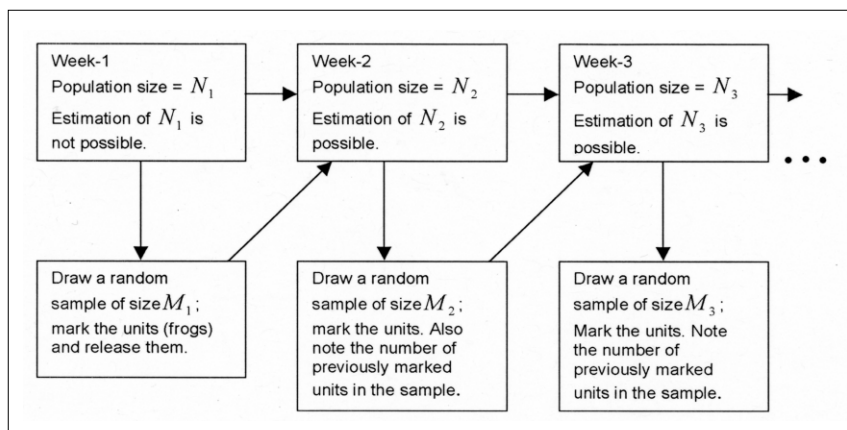 Week-1
Population size = N₁
Estimation of N₁ is
not possible.
Week-2
Population size = N₂
Estimation of N₂ is
possible.
Week-3
Population size = N₃
Estimation of N₃ is
possible.
Draw a random
sample of size M₁;
mark the units (frogs)
and release them.
Draw a random
sample of size M₂;
mark the units. Also
note the number of
previously marked
units in the sample.
Draw a random
sample of size M₃;
Mark the units. Note
the number of
previously marked
units in the sample.